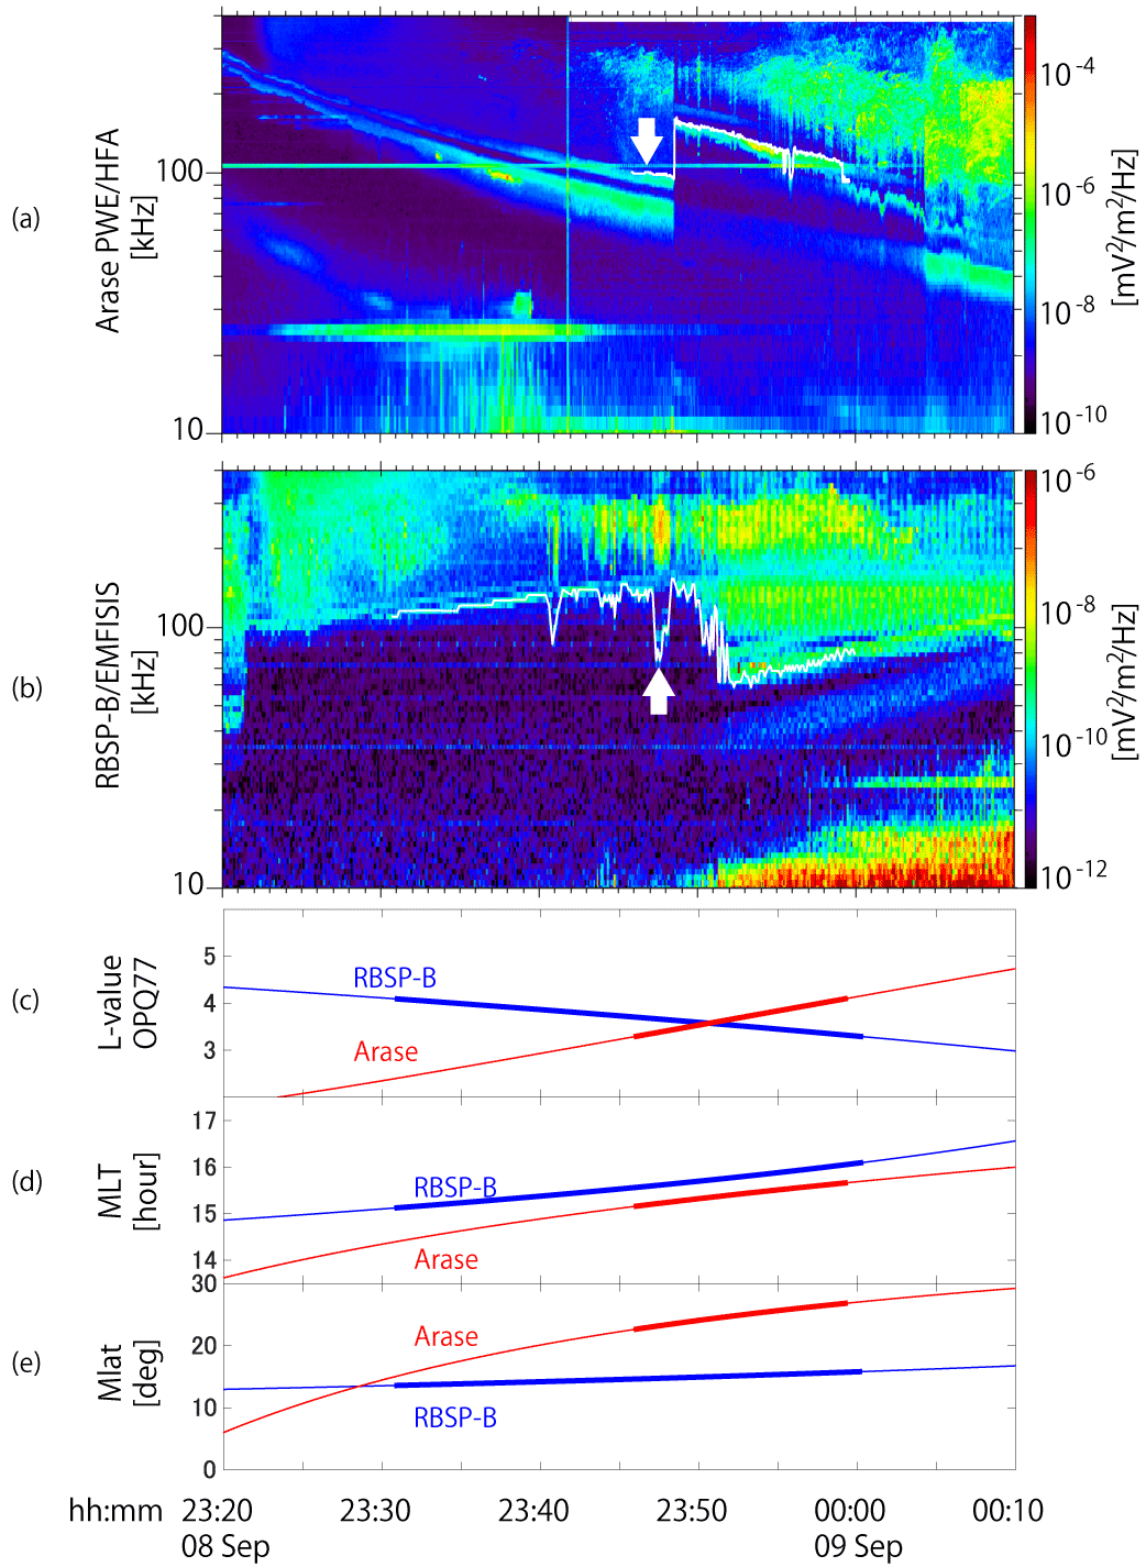 (a)
Arase PWE/HFA
[kHz]
100
10
10-4
10-6
10-8
10-10
[mV2/m2/Hz]
(b)
RBSP-B/EMFISIS
[kHz]
100
10
10-6
10-8
10-10
10-12
[mV2/m2/Hz]
(c)
L-value
OPQ77
5
4
3
RBSP-B
Arase
(d)
MLT
[hour]
17
16
15
14
RBSP-B
Arase
(e)
Mlat
[deg]
30
20
10
0
Arase
RBSP-B
hh:mm 23:20 23:30 23:40 23:50 00:00 00:10
08 Sep 09 Sep